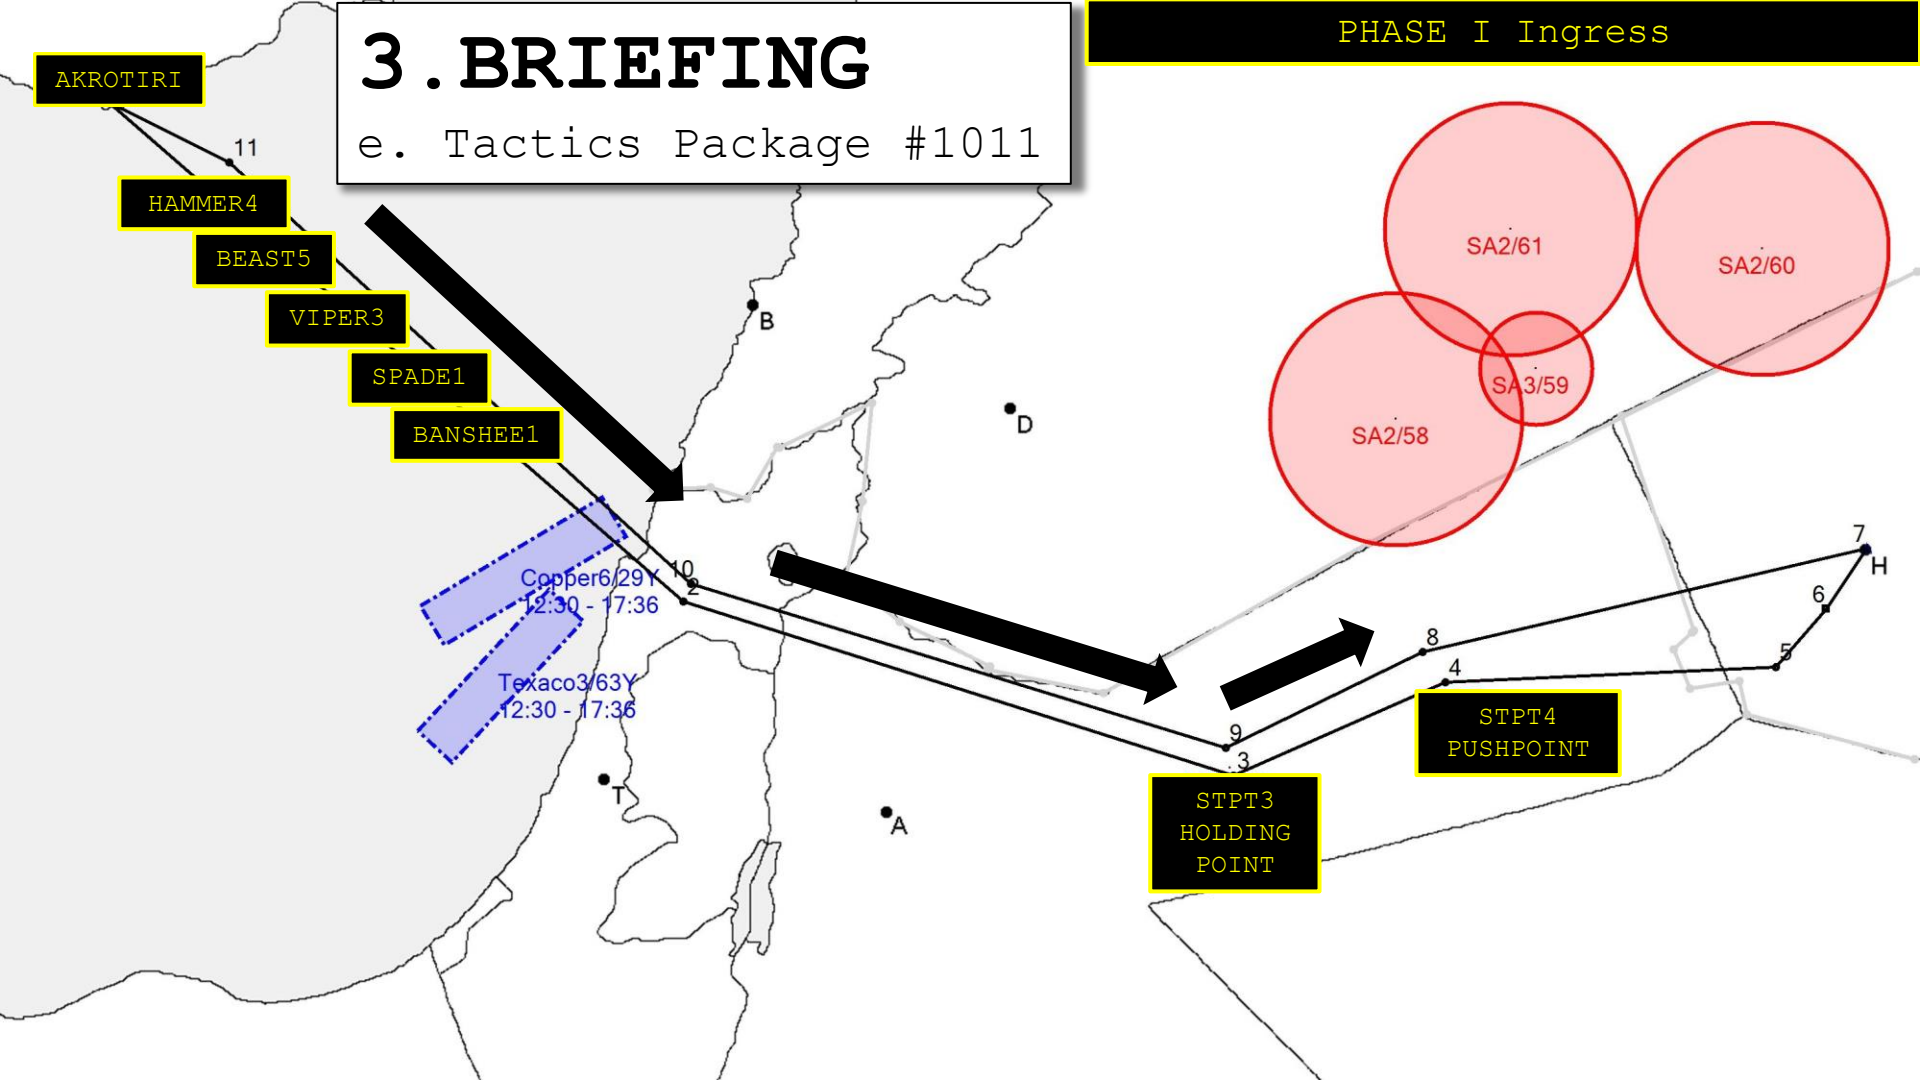 3.BRIEFING
e. Tactics Package #1011
PHASE I Ingress
AKROTIRI
11
HAMMER4
BEAST5
VIPER3
SPADE1
BANSHEE1
B
D
SA2/61
SA2/60
SA3/59
SA2/58
Copper6/29Y
12:30 - 17:36
10
2
Texaco3/63Y
12:30 - 17:36
T
A
9
3
8
4
5
6
7
H
STPT4
PUSHPOINT
STPT3
HOLDING
POINT